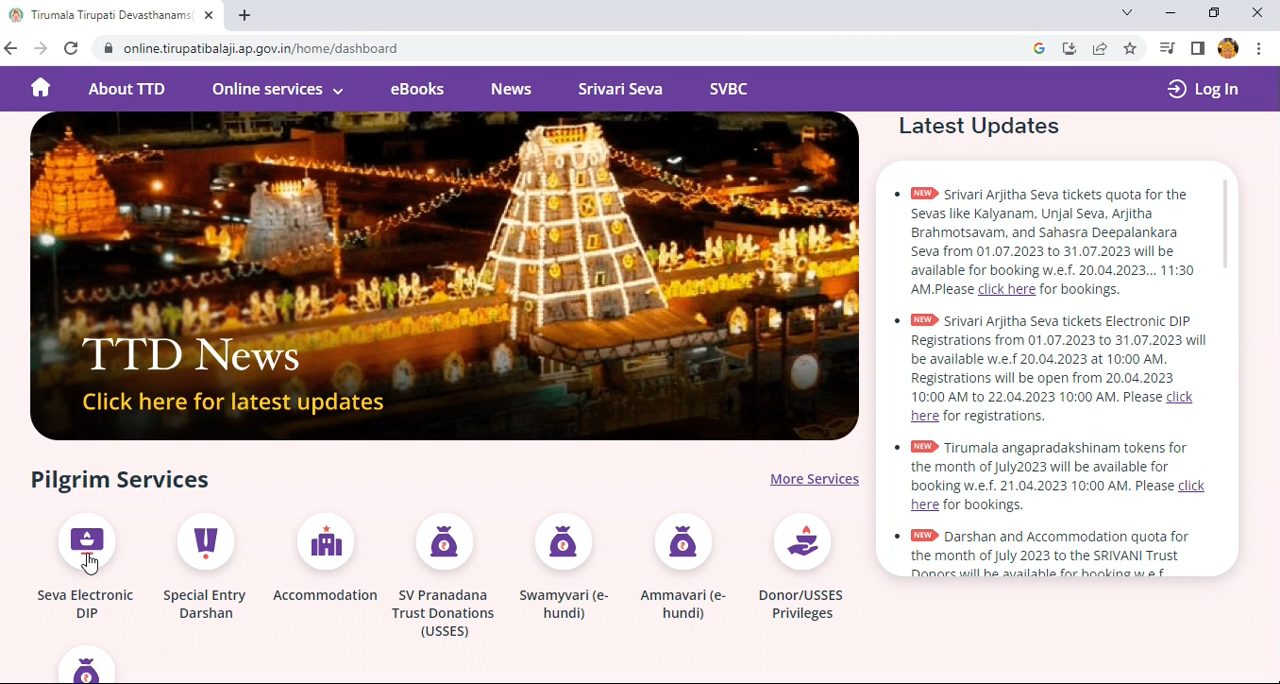 Tirumala Tirupati Devasthanams(
online.tirupatibalaji.ap.gov.in/home/dashboard
About TTD
Online services
eBooks
News
Srivari Seva
SVBC
Log In
TTD News
Click here for latest updates
Latest Updates
NEW Srivari Arjitha Seva tickets quota for the
Sevas like Kalyanam, Unjal Seva, Arjitha
Brahmotsavam, and Sahasra Deepalankara
Seva from 01.07.2023 to 31.07.2023 will be
available for booking w.e.f. 20.04.2023... 11:30
AM.Please click here for bookings.
NEW Srivari Arjitha Seva tickets Electronic DIP
Registrations from 01.07.2023 to 31.07.2023 will
be available w.e.f 20.04.2023 at 10:00 AM.
Registrations will be open from 20.04.2023
10:00 AM to 22.04.2023 10:00 AM. Please click
here for registrations.
NEW Tirumala angapradakshinam tokens for
the month of July2023 will be available for
booking w.e.f. 21.04.2023 10:00 AM. Please click
here for bookings.
NEW Darshan and Accommodation quota for
the month of July 2023 to the SRIVANI Trust
Donors will be available for booking w.e.f
Pilgrim Services
More Services
Seva Electronic
DIP
Special Entry
Darshan
Accommodation
SV Pranadana
Trust Donations
(USSES)
Swamyvari (e-
hundi)
Ammavari (e-
hundi)
Donor/USSES
Privileges